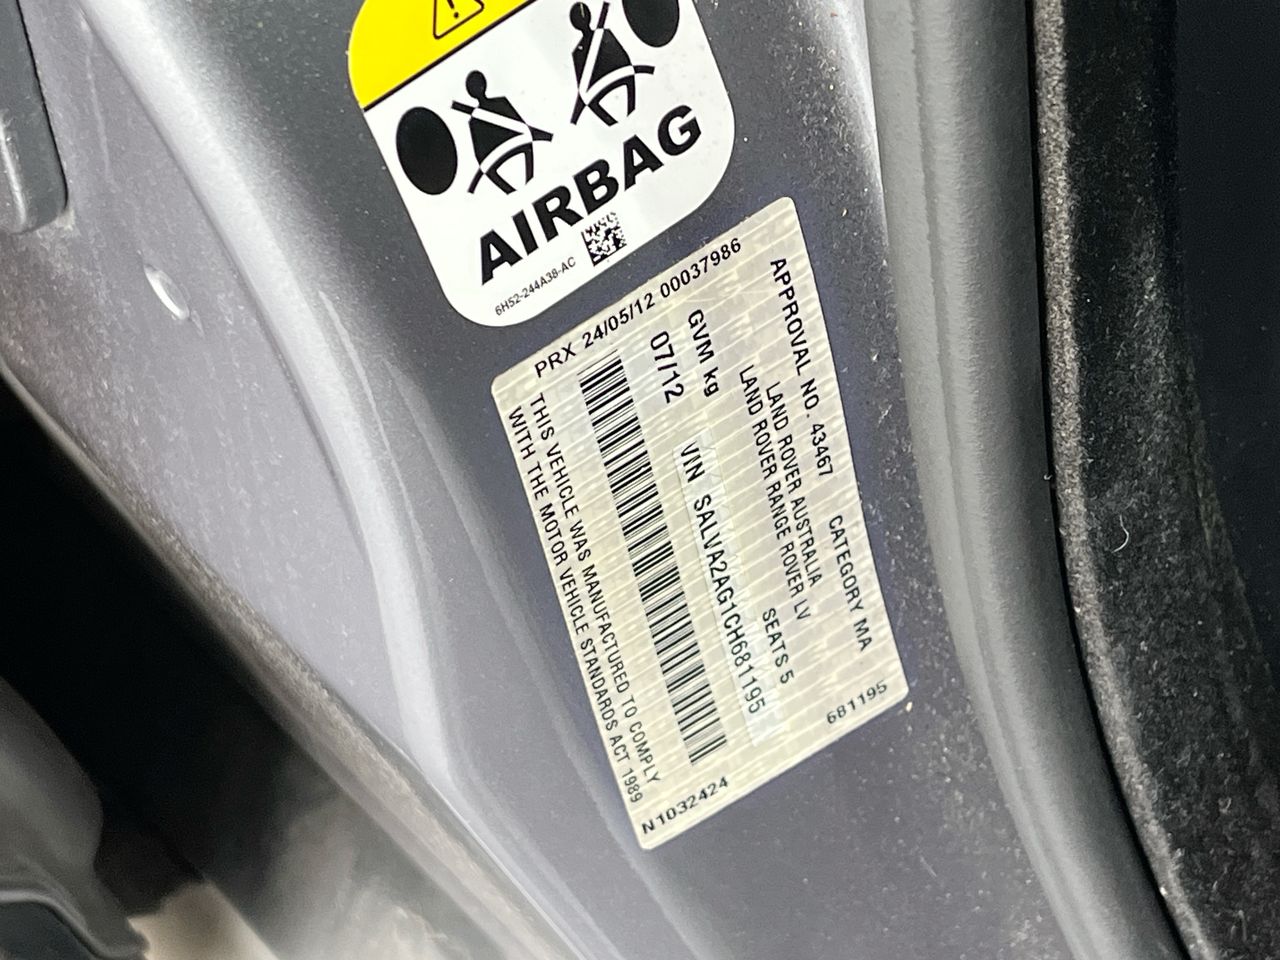 AIRBAG
6H52-244A38-AC
PRX 24/05/12 00037986
APPROVAL NO. 43467 CATEGORY MA
LAND ROVER AUSTRALIA
LAND ROVER RANGE ROVER LV
GVM kg SEATS 5
07/12 VIN SALVA2AG1CH681195
THIS VEHICLE WAS MANUFACTURED TO COMPLY
WITH THE MOTOR VEHICLE STANDARDS ACT 1989
681195
N1032424